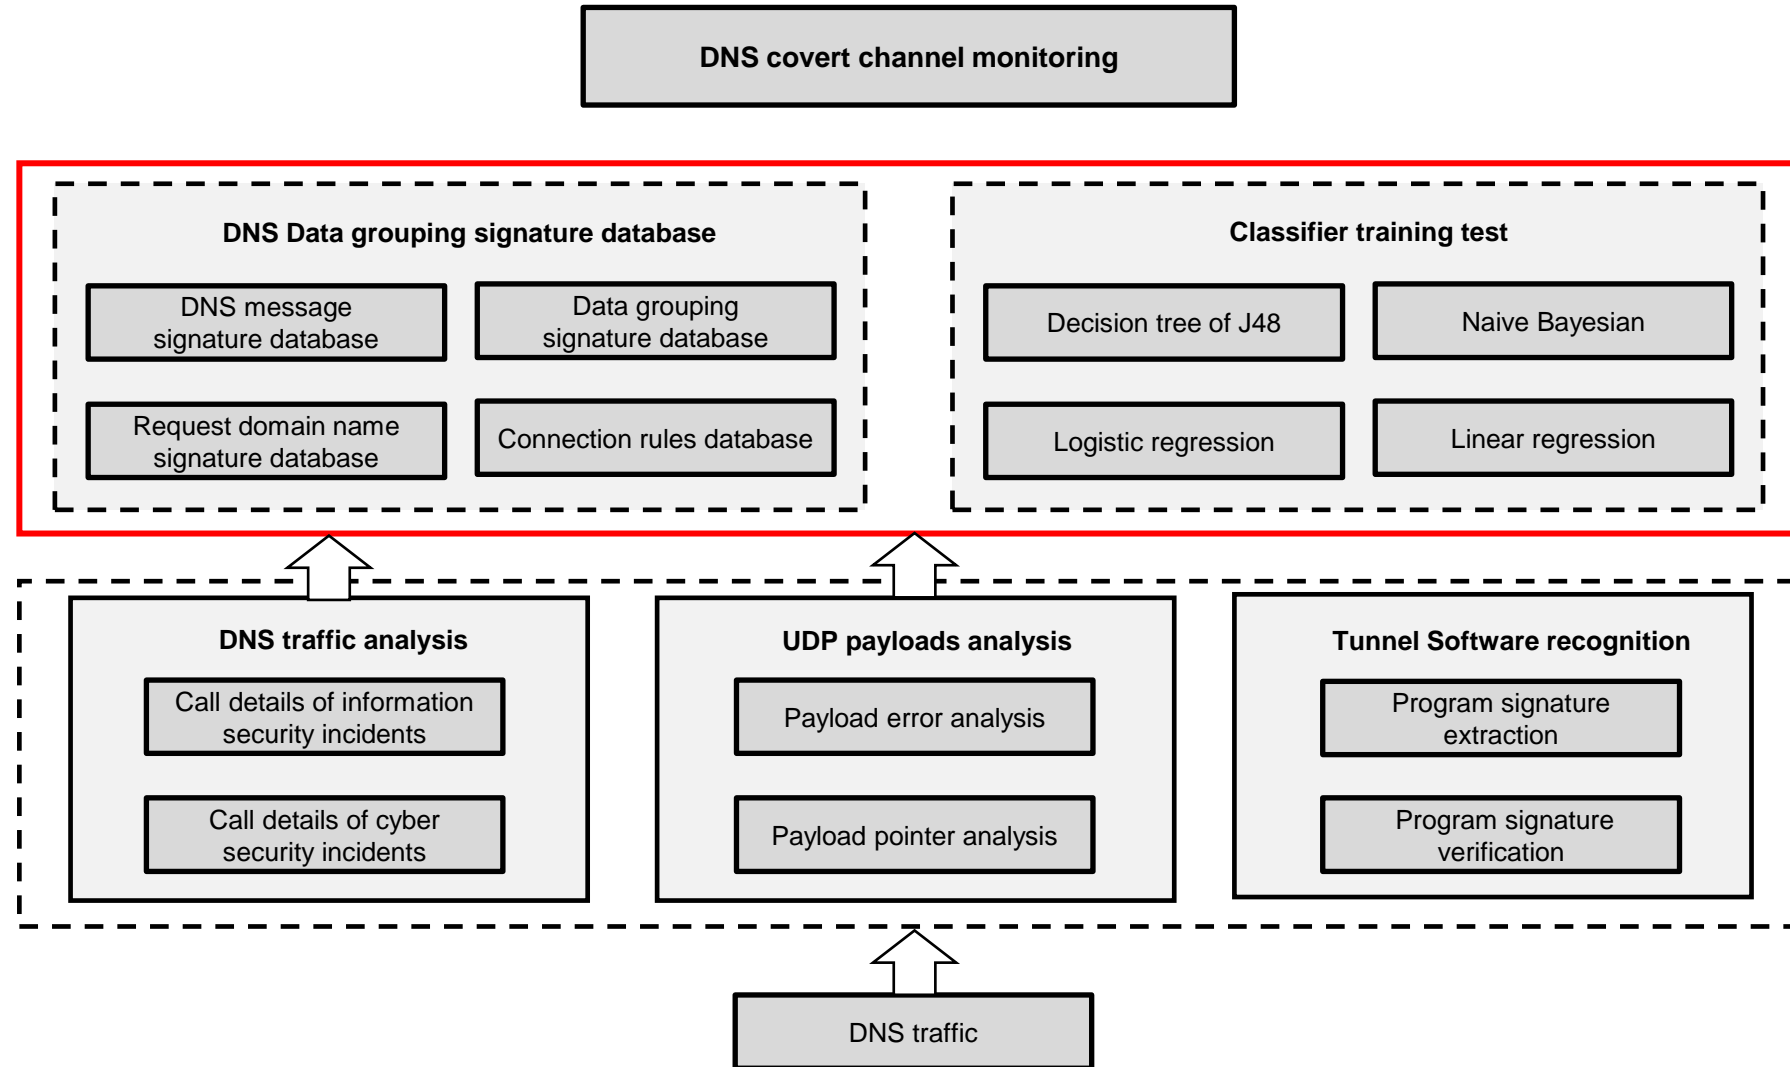 DNS covert channel monitoring
DNS Data grouping signature database
DNS message
signature database
Data grouping
signature database
Request domain name
signature database
Connection rules database
Classifier training test
Decision tree of J48
Naive Bayesian
Logistic regression
Linear regression
DNS traffic analysis
Call details of information
security incidents
Call details of cyber
security incidents
UDP payloads analysis
Payload error analysis
Payload pointer analysis
Tunnel Software recognition
Program signature
extraction
Program signature
verification
DNS traffic